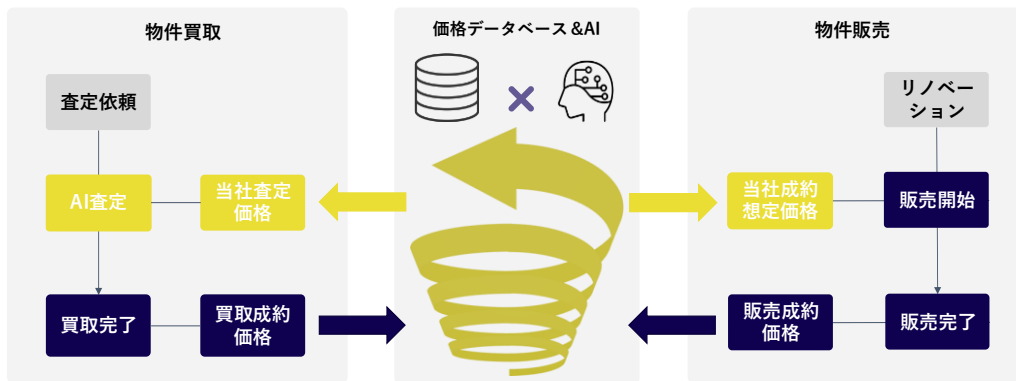 物件買取
査定依頼
AI査定
当社査定
価格
買取完了
買取成約
価格
価格データベース&AI
物件販売
リノベー
ション
当社成約
想定価格
販売開始
販売成約
価格
販売完了